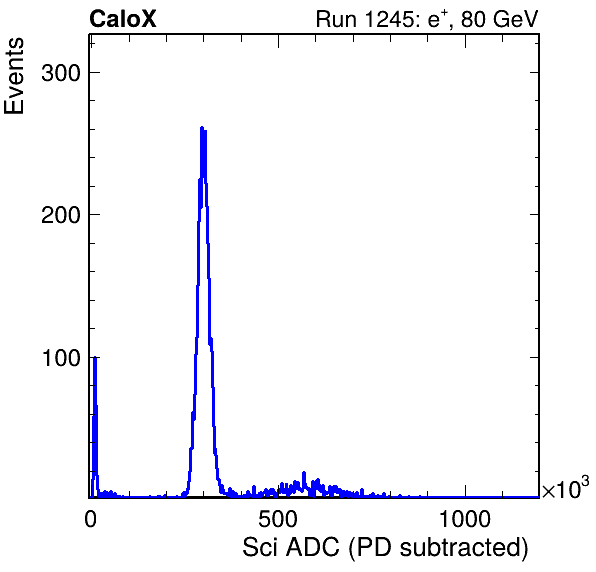 CaloX Run 1245: e⁺, 80 GeV
Events
300
200
100
0 500 1000 ×10³
Sci ADC (PD subtracted)